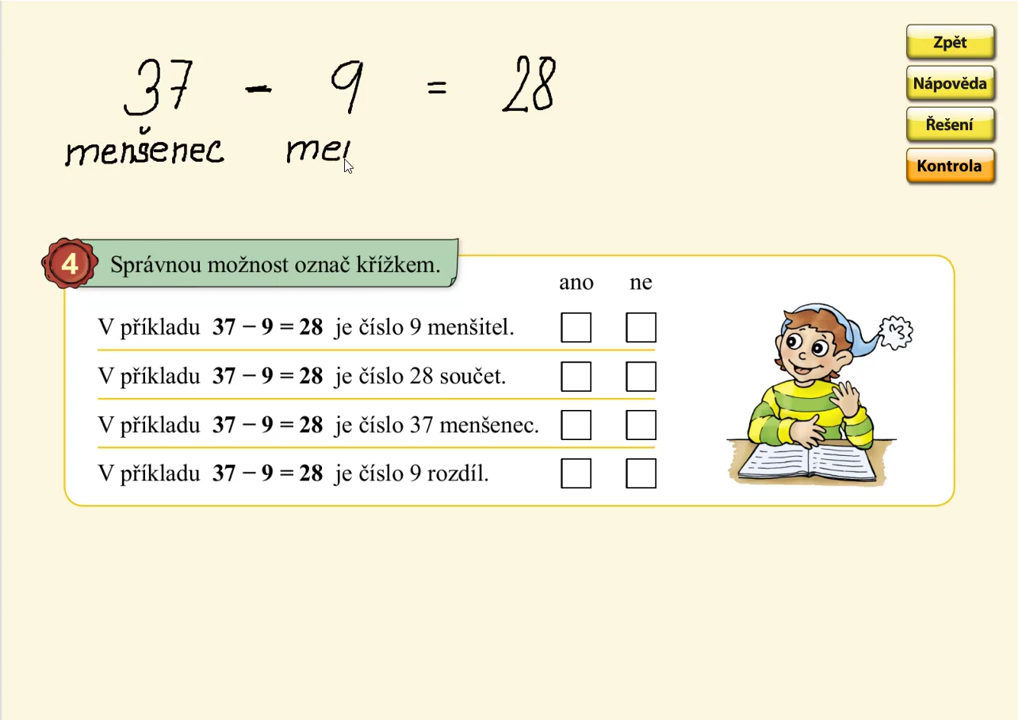 37 - 9 = 28
menšenec
Zpět
Nápověda
Řešení
Kontrola
4 Správnou možnost označ křížkem.
ano ne
V příkladu 37 − 9 = 28 je číslo 9 menšitel.
V příkladu 37 − 9 = 28 je číslo 28 součet.
V příkladu 37 − 9 = 28 je číslo 37 menšenec.
V příkladu 37 − 9 = 28 je číslo 9 rozdíl.